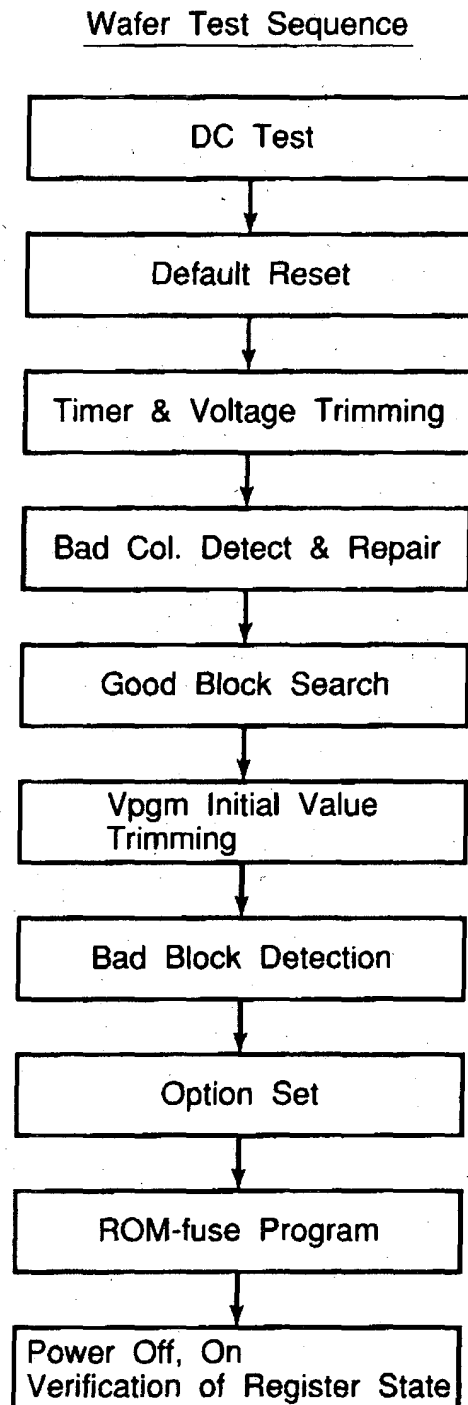 Wafer Test Sequence
DC Test
Default Reset
Timer & Voltage Trimming
Bad Col. Detect & Repair
Good Block Search
Vpgm Initial Value
Trimming
Bad Block Detection
Option Set
ROM-fuse Program
Power Off, On
Verification of Register State